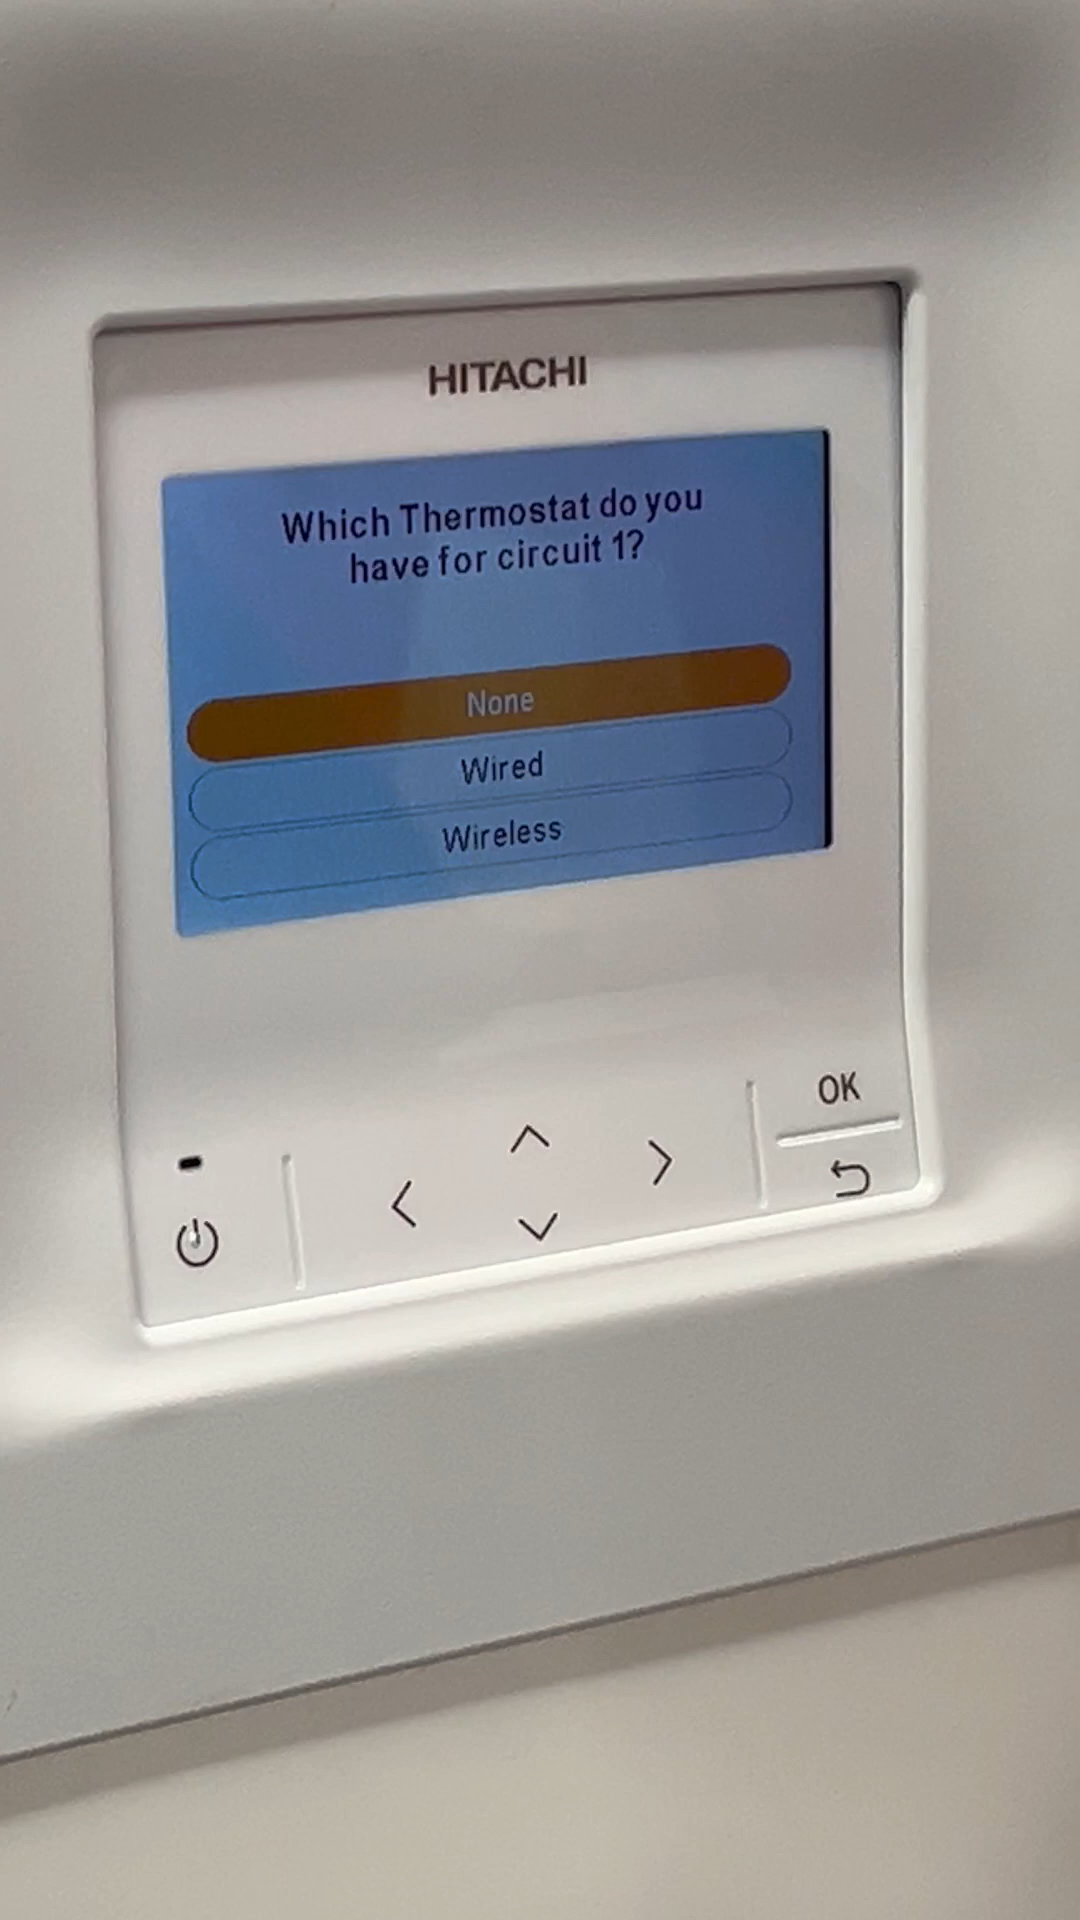 HITACHI
Which Thermostat do you
have for circuit 1?
None
Wired
Wireless
OK